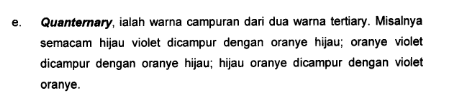 e. Quanternary, ialah warna campuran dari dua warna tertiary. Misalnya
semacam hijau violet dicampur dengan oranye hijau; oranye violet
dicampur dengan oranye hijau; hijau oranye dicampur dengan violet
oranye.